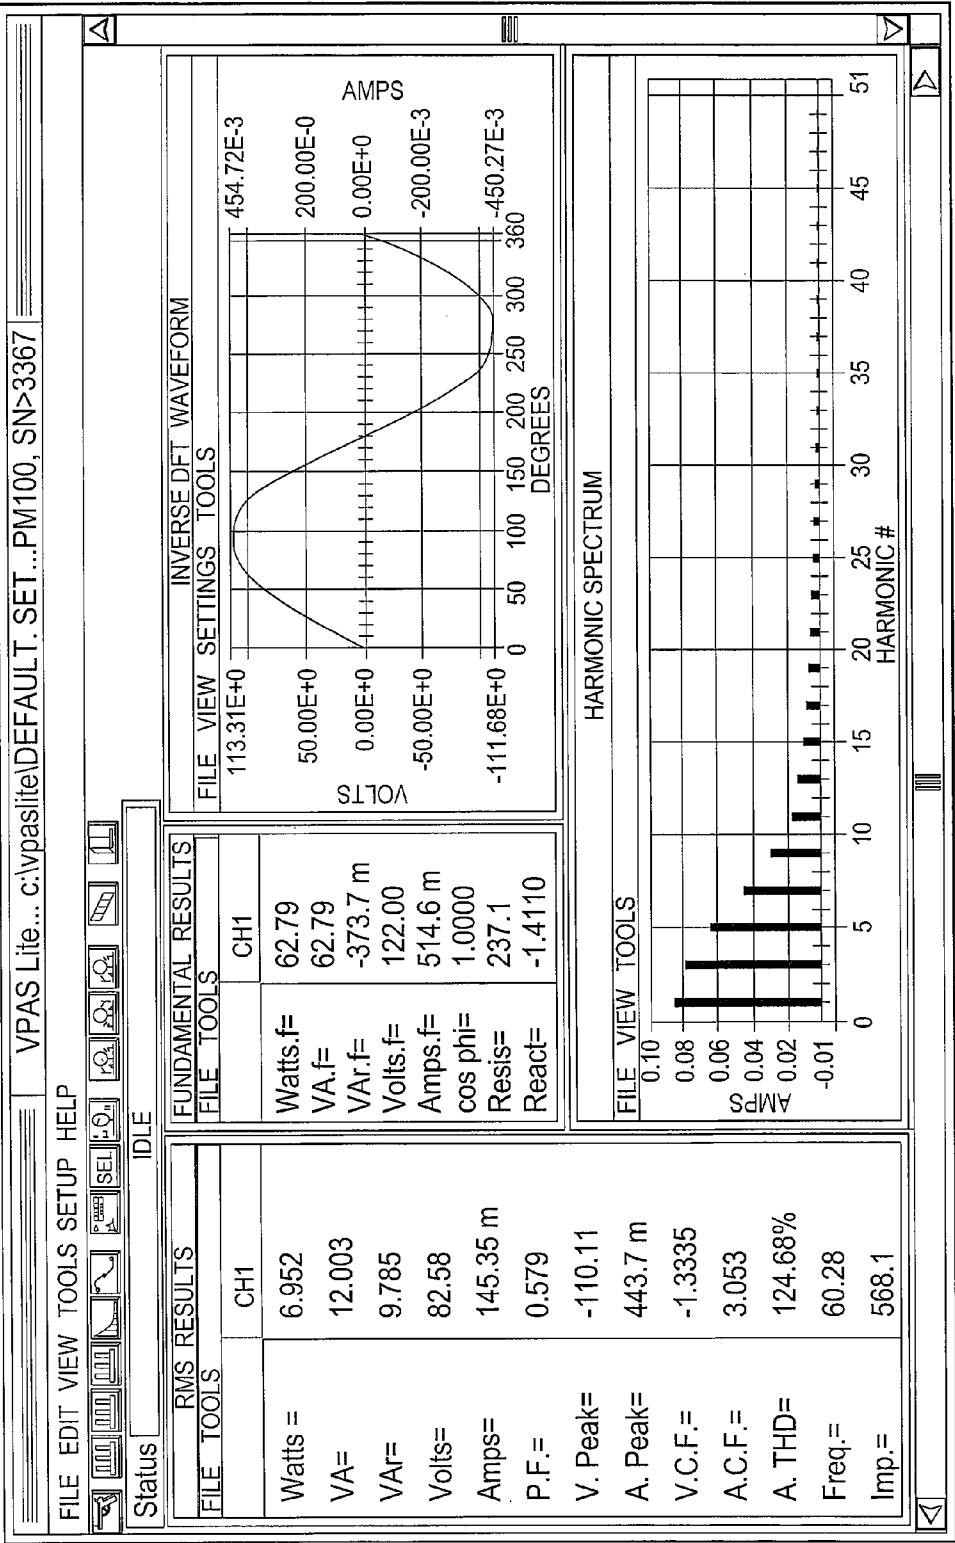 VPAS Lite... c:\vpaslite\DEFAULT. SET...PM100, SN>3367
FILE EDIT VIEW TOOLS SETUP HELP
SEL
Status IDLE
RMS RESULTS
FILE TOOLS
CH1
Watts = 6.952
VA= 12.003
VAr= 9.785
Volts= 82.58
Amps= 145.35 m
P.F.= 0.579
V. Peak= -110.11
A. Peak= 443.7 m
V.C.F.= -1.3335
A.C.F.= 3.053
A. THD= 124.68%
Freq.= 60.28
Imp.= 568.1
FUNDAMENTAL RESULTS
FILE TOOLS
CH1
Watts.f= 62.79
VA.f= 62.79
VAr.f= -373.7 m
Volts.f= 122.00
Amps.f= 514.6 m
cos phi= 1.0000
Resis= 237.1
React= -1.4110
INVERSE DFT WAVEFORM
FILE VIEW SETTINGS TOOLS
113.31E+0 454.72E-3
50.00E+0 200.00E-0
0.00E+0 0.00E+0
-50.00E+0 -200.00E-3
-111.68E+0 -450.27E-3
VOLTS
AMPS
0 50 100 150 200 250 300 360
DEGREES
HARMONIC SPECTRUM
FILE VIEW TOOLS
0.10
0.08
0.06
0.04
0.02
-0.01
AMPS
0 5 10 15 20 25 30 35 40 45 51
HARMONIC #